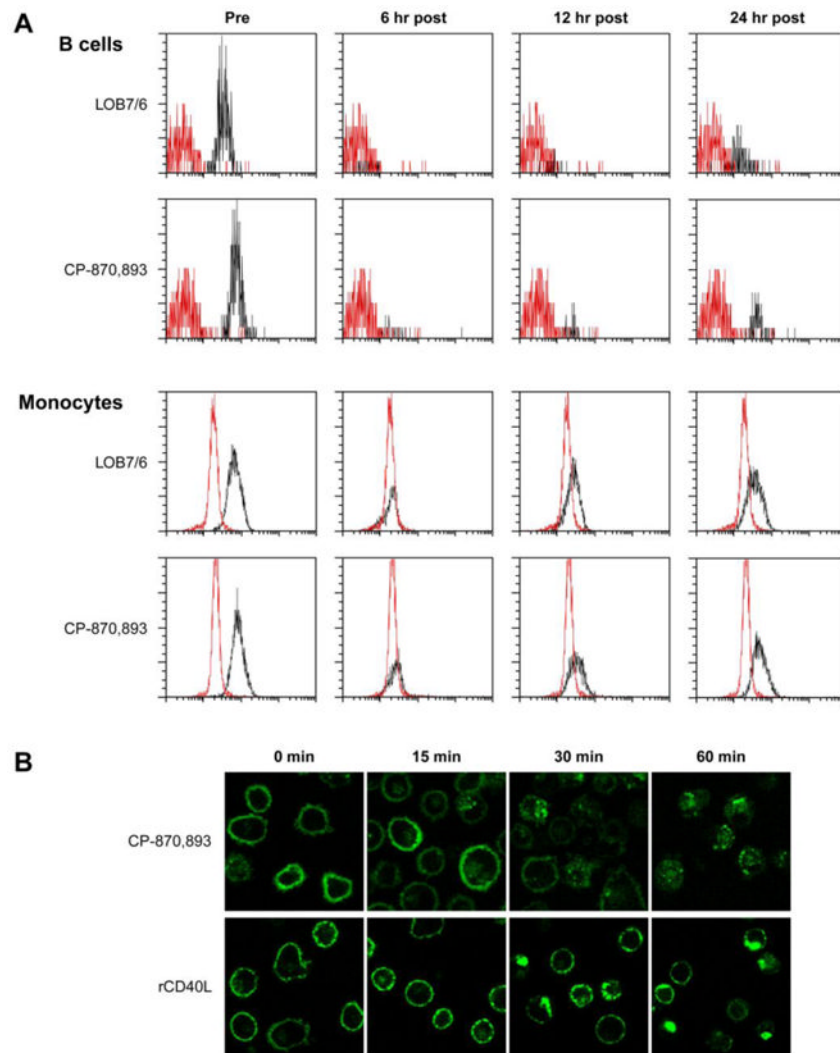 A
Pre 6 hr post 12 hr post 24 hr post
B cells
LOB7/6
CP-870,893
Monocytes
LOB7/6
CP-870,893
B
0 min 15 min 30 min 60 min
CP-870,893
rCD40L